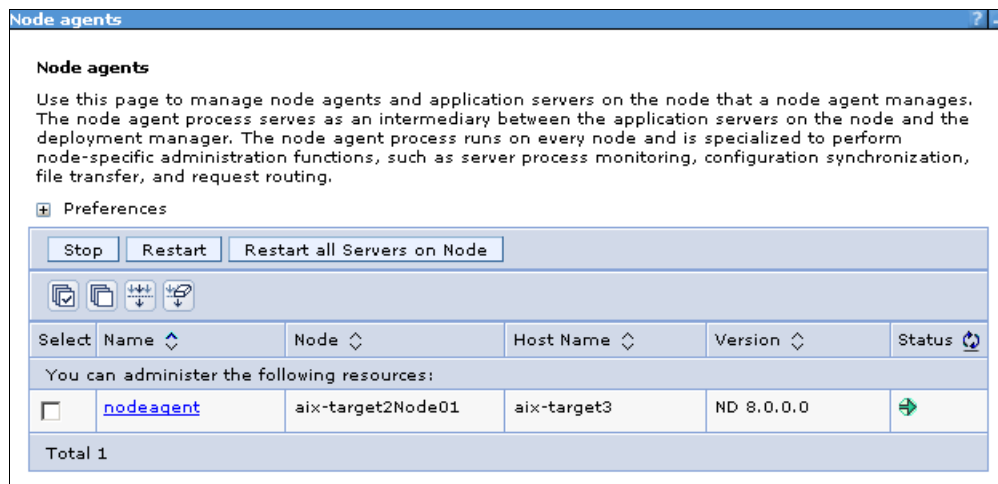 Node agents
?
Node agents
Use this page to manage node agents and application servers on the node that a node agent manages.
The node agent process serves as an intermediary between the application servers on the node and the
deployment manager. The node agent process runs on every node and is specialized to perform
node-specific administration functions, such as server process monitoring, configuration synchronization,
file transfer, and request routing.
Preferences
Stop Restart Restart all Servers on Node
Select Name Node Host Name Version Status
You can administer the following resources:
nodeagent aix-target2Node01 aix-target3 ND 8.0.0.0
Total 1